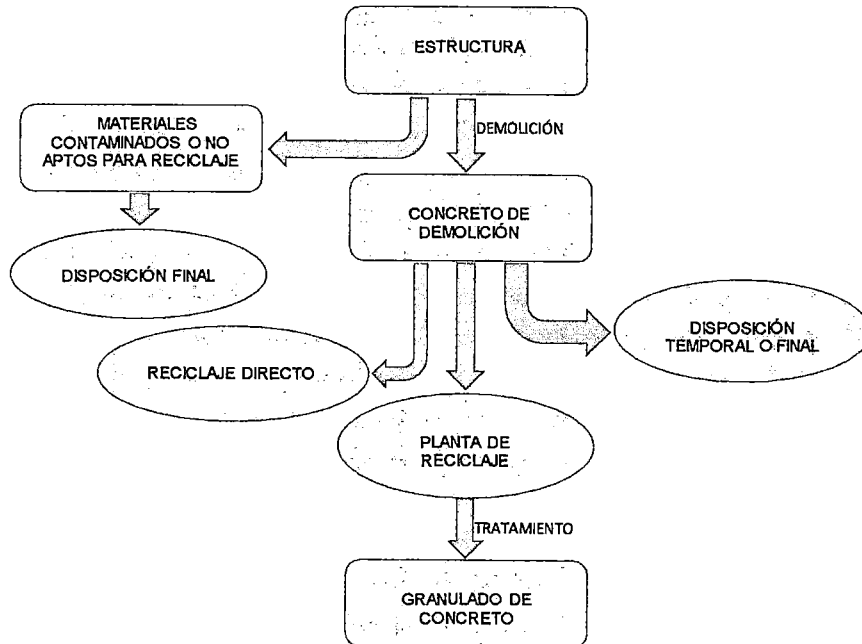 ESTRUCTURA
DEMOLICIÓN
MATERIALES
CONTAMINADOS O NO
APTOS PARA RECICLAJE
CONCRETO DE
DEMOLICIÓN
DISPOSICIÓN FINAL
DISPOSICIÓN
TEMPORAL O FINAL
RECICLAJE DIRECTO
PLANTA DE
RECICLAJE
TRATAMIENTO
GRANULADO DE
CONCRETO